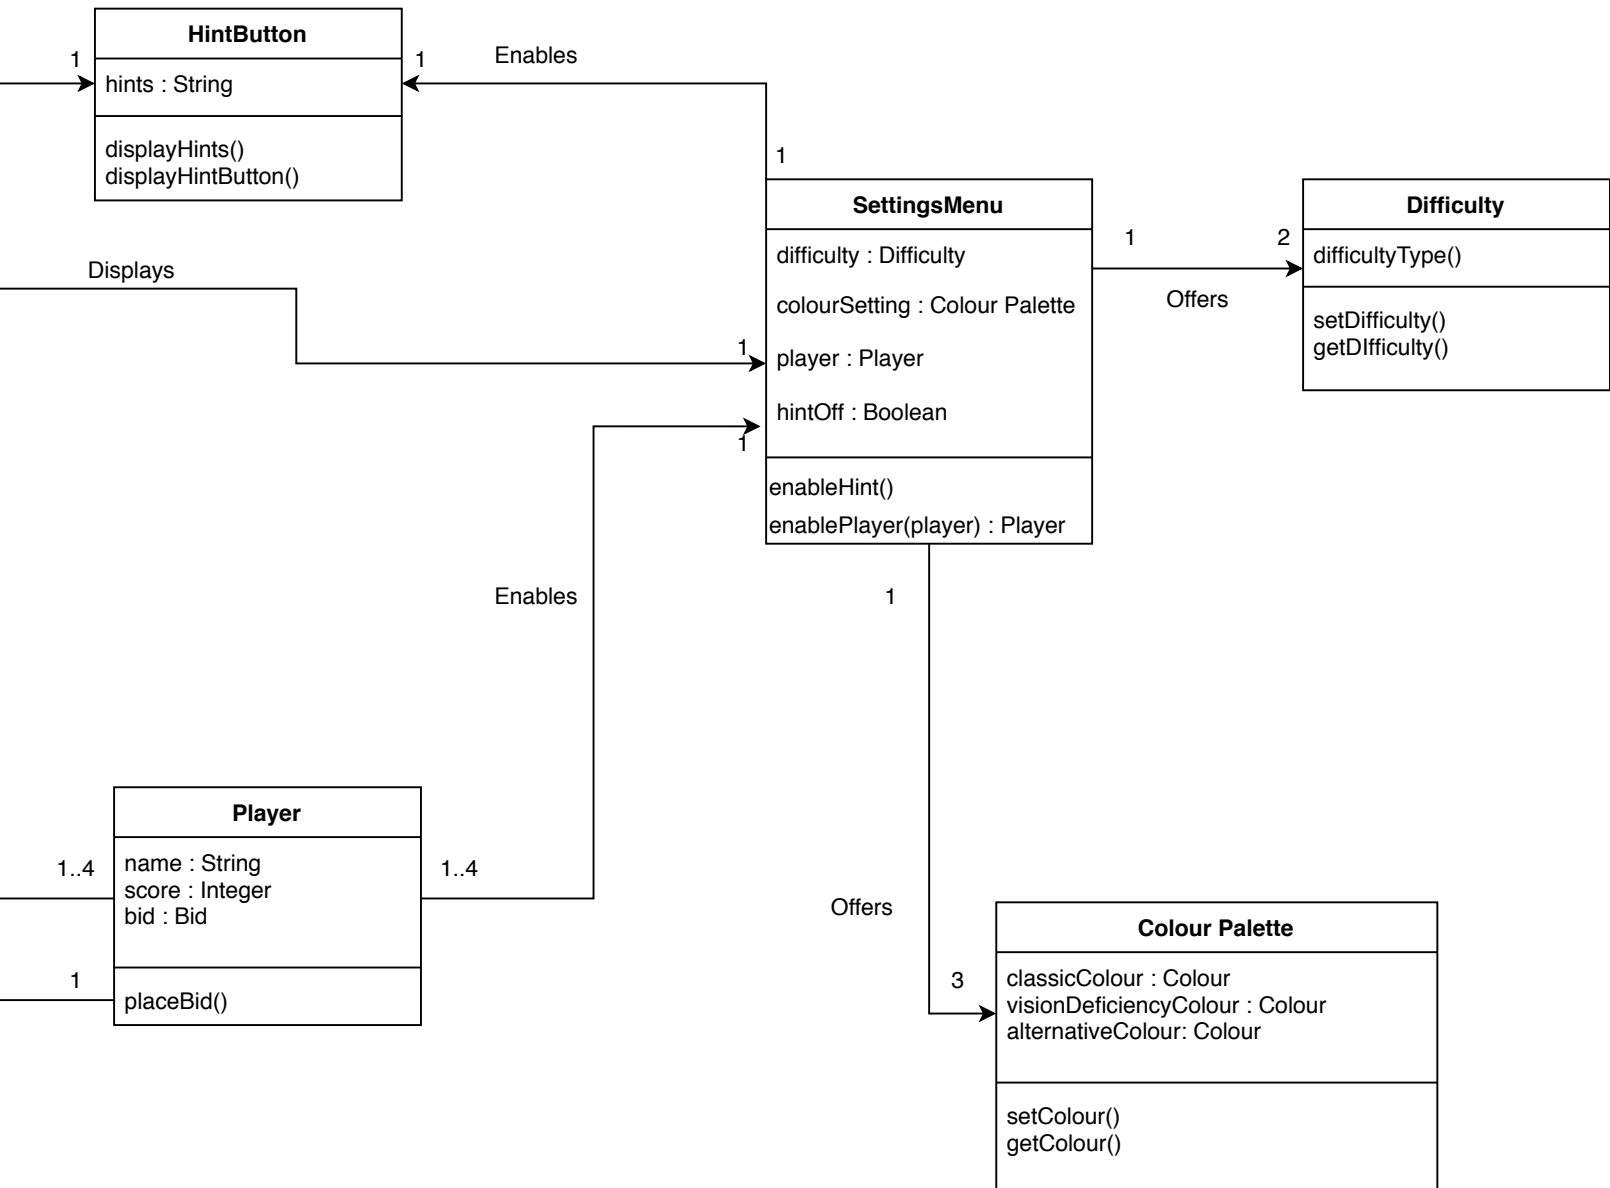 HintButton
hints : String
displayHints()
displayHintButton()
1
1
Enables
1
SettingsMenu
difficulty : Difficulty
colourSetting : Colour Palette
player : Player
hintOff : Boolean
enableHint()
enablePlayer(player) : Player
1
2
Offers
Difficulty
difficultyType()
setDifficulty()
getDIfficulty()
Displays
1
1
Enables
1
Player
name : String
score : Integer
bid : Bid
placeBid()
1..4
1..4
1
Offers
3
Colour Palette
classicColour : Colour
visionDeficiencyColour : Colour
alternativeColour: Colour
setColour()
getColour()